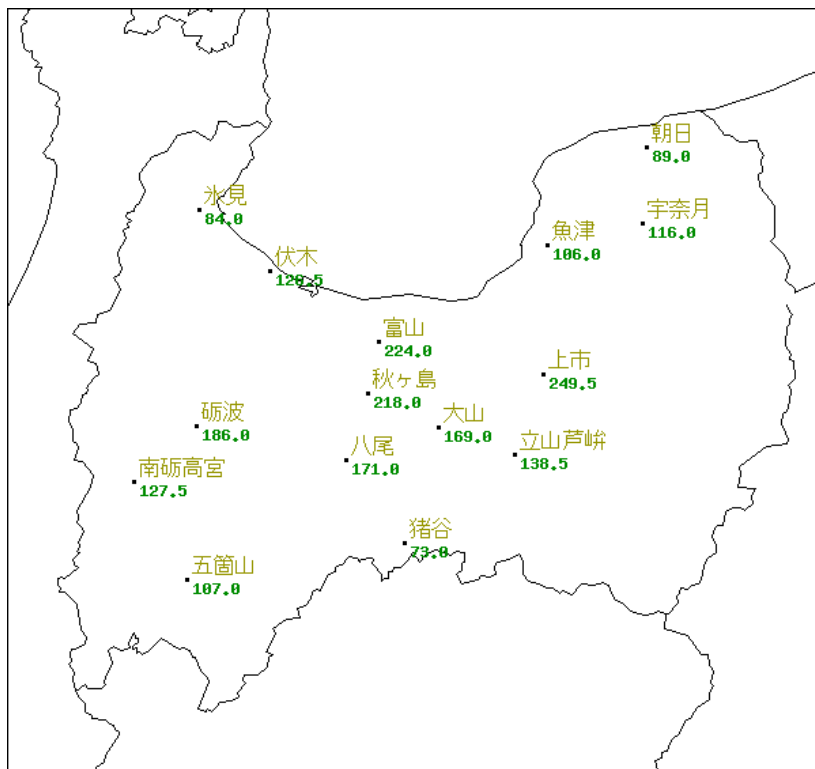 朝日
89.0
氷見
84.0
宇奈月
116.0
魚津
106.0
伏木
120.5
富山
224.0
上市
249.5
秋ヶ島
218.0
大山
169.0
砺波
186.0
八尾
171.0
立山芦峅
138.5
南砺高宮
127.5
猪谷
73.0
五箇山
107.0